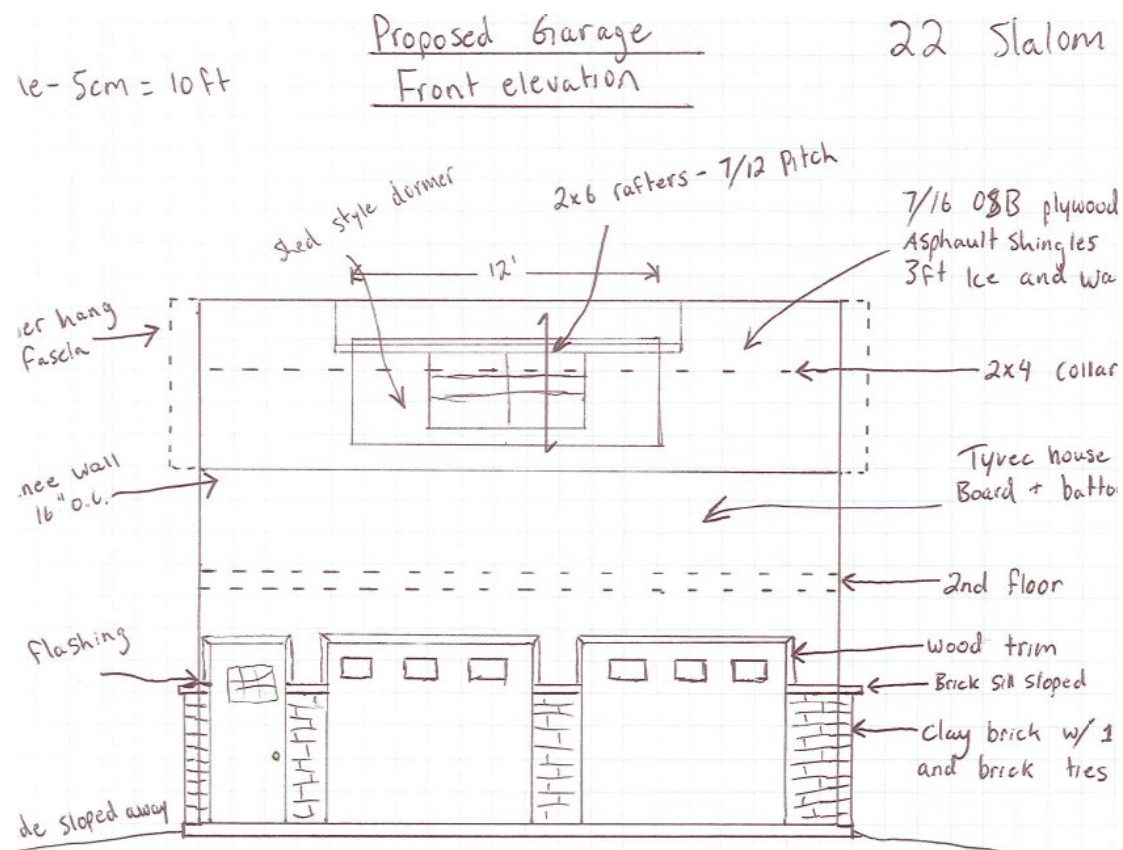 Proposed Garage
Front elevation
22 Slalom
le- 5cm = 10ft
shed style dormer
2x6 rafters - 7/12 Pitch
12'
7/16 OSB plywood
Asphault shingles
3ft Ice and wa
er hang
fascia
2x4 collar
nee wall
16" o.c.
Tyvec house
Board + batto
2nd floor
flashing
wood trim
Brick sill sloped
Clay brick w/ 1
and brick ties
de sloped away